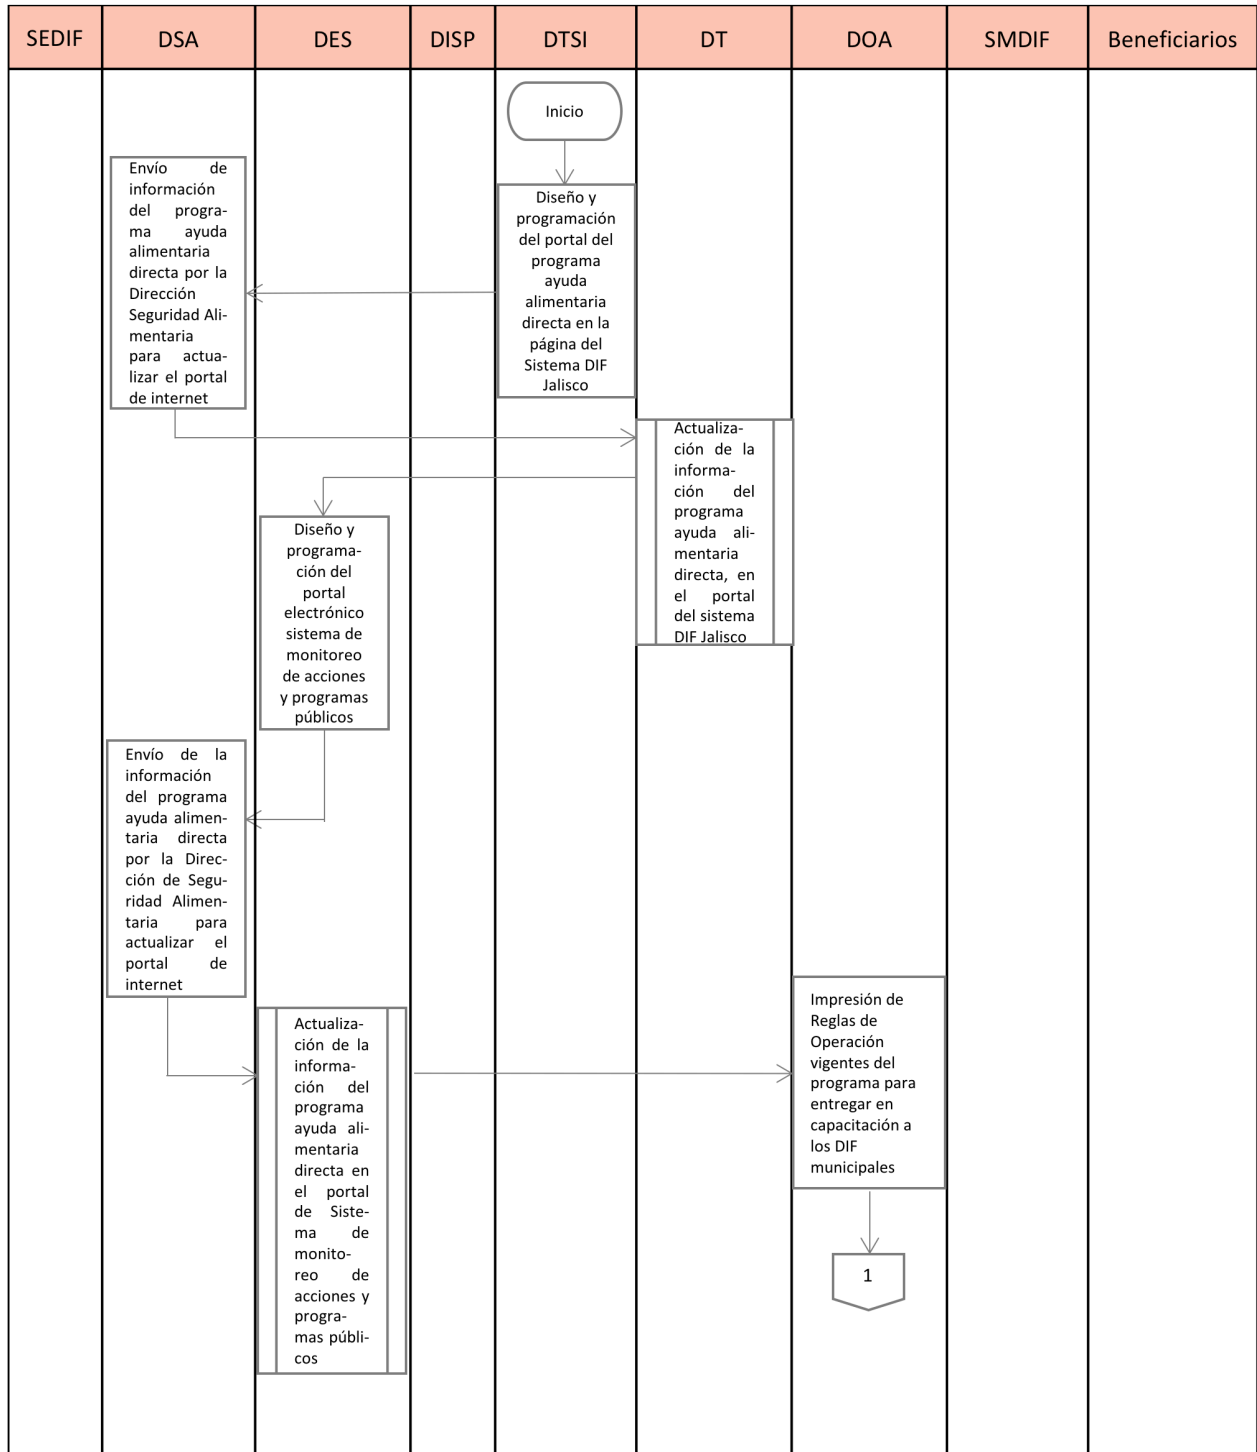 SEDIF DSA DES DISP DTSI DT DOA SMDIF Beneficiarios
Inicio
Envío de
información
del progra-
ma ayuda
alimentaria
directa por la
Dirección
Seguridad Ali-
mentaria
para actua-
lizar el portal
de internet
Diseño y
programación
del portal del
programa
ayuda
alimentaria
directa en la
página del
Sistema DIF
Jalisco
Actualiza-
ción de la
informa-
ción del
programa
ayuda ali-
mentaria
directa, en
el portal
del sistema
DIF Jalisco
Diseño y
programa-
ción del
portal
electrónico
sistema de
monitoreo
de acciones
y programas
públicos
Envío de la
información
del programa
ayuda alimen-
taria directa
por la Direc-
ción de Segu-
ridad Alimen-
taria para
actualizar el
portal de
internet
Actualiza-
ción de la
informa-
ción del
programa
ayuda ali-
mentaria
directa en
el portal
de Siste-
ma de
monito-
reo de
acciones y
progra-
mas públi-
cos
Impresión de
Reglas de
Operación
vigentes del
programa para
entregar en
capacitación a
los DIF
municipales
1